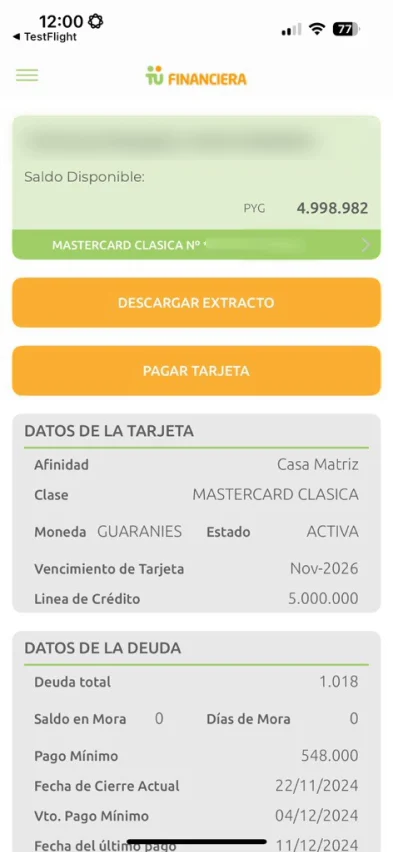 12:00
◀ TestFlight
77
TU FINANCIERA
Saldo Disponible:
PYG 4.998.982
MASTERCARD CLASICA Nº
DESCARGAR EXTRACTO
PAGAR TARJETA
DATOS DE LA TARJETA
Afinidad Casa Matriz
Clase MASTERCARD CLASICA
Moneda GUARANIES Estado ACTIVA
Vencimiento de Tarjeta Nov-2026
Linea de Crédito 5.000.000
DATOS DE LA DEUDA
Deuda total 1.018
Saldo en Mora 0 Días de Mora 0
Pago Mínimo 548.000
Fecha de Cierre Actual 22/11/2024
Vto. Pago Mínimo 04/12/2024
Fecha del último pago 11/12/2024